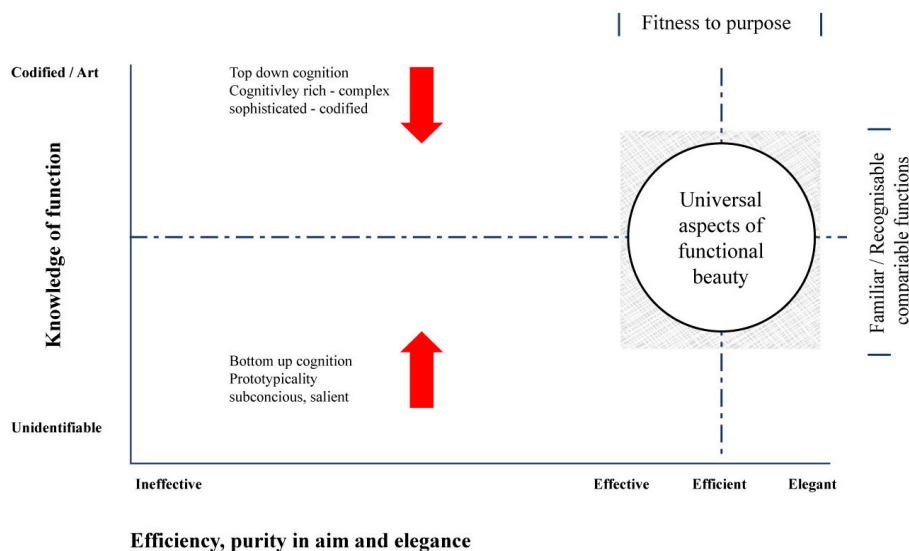 Fitness to purpose
Codified / Art
Top down cognition
Cognitivley rich - complex
sophisticated - codified
Knowledge of function
Universal
aspects of
functional
beauty
Familiar / Recognisable
compariable functions
Bottom up cognition
Prototypicality
subconcious, salient
Unidentifiable
Ineffective
Effective
Efficient
Elegant
Efficiency, purity in aim and elegance